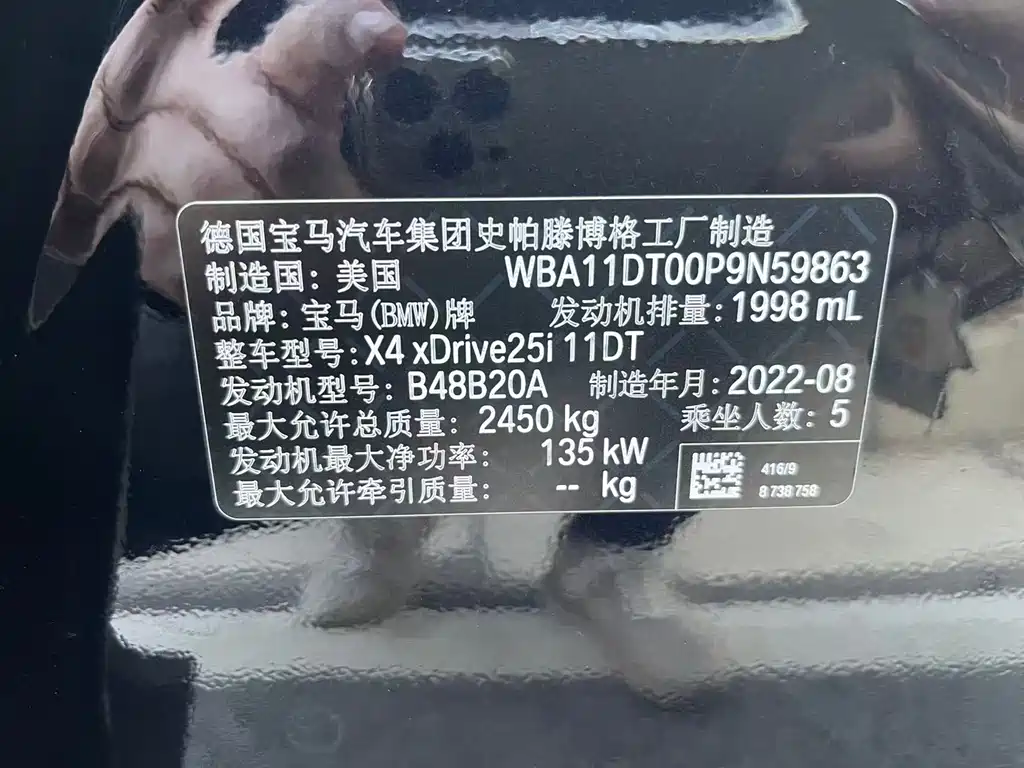 德国宝马汽车集团史帕滕博格工厂制造
制造国：美国 WBA11DT00P9N59863
品牌：宝马(BMW)牌 发动机排量：1998 mL
整车型号：X4 xDrive25i 11DT
发动机型号：B48B20A 制造年月：2022-08
最大允许总质量：2450 kg 乘坐人数：5
发动机最大净功率：135 kW
最大允许牵引质量：-- kg
416/9
8 738 758